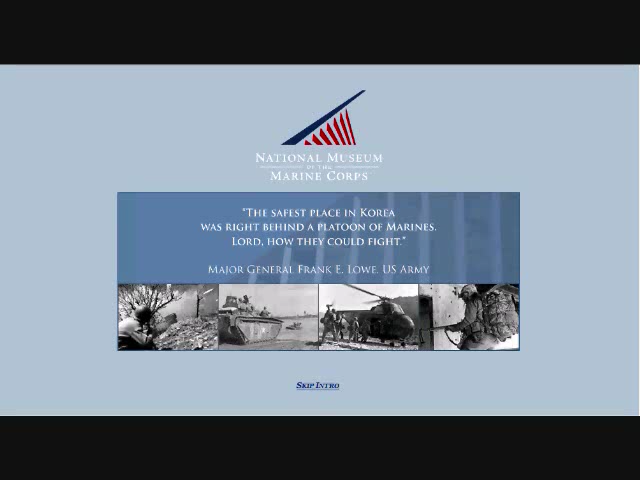 National Museum
of the
Marine Corps
"The safest place in Korea
was right behind a platoon of Marines.
Lord, how they could fight."
Major General Frank E. Lowe, US Army
Skip Intro